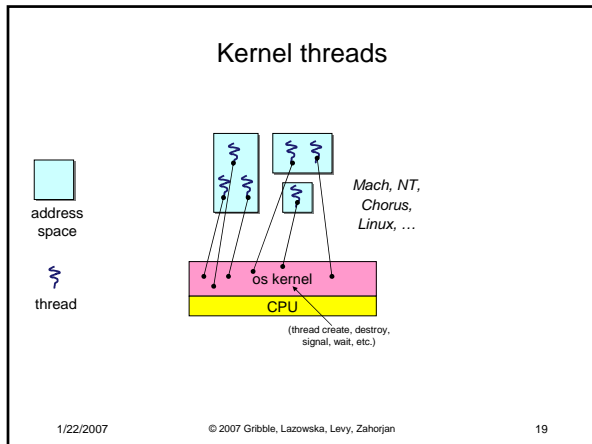 Kernel threads
Mach, NT,
Chorus,
Linux, …
address
space
thread
os kernel
CPU
(thread create, destroy,
signal, wait, etc.)
1/22/2007
© 2007 Gribble, Lazowska, Levy, Zahorjan
19